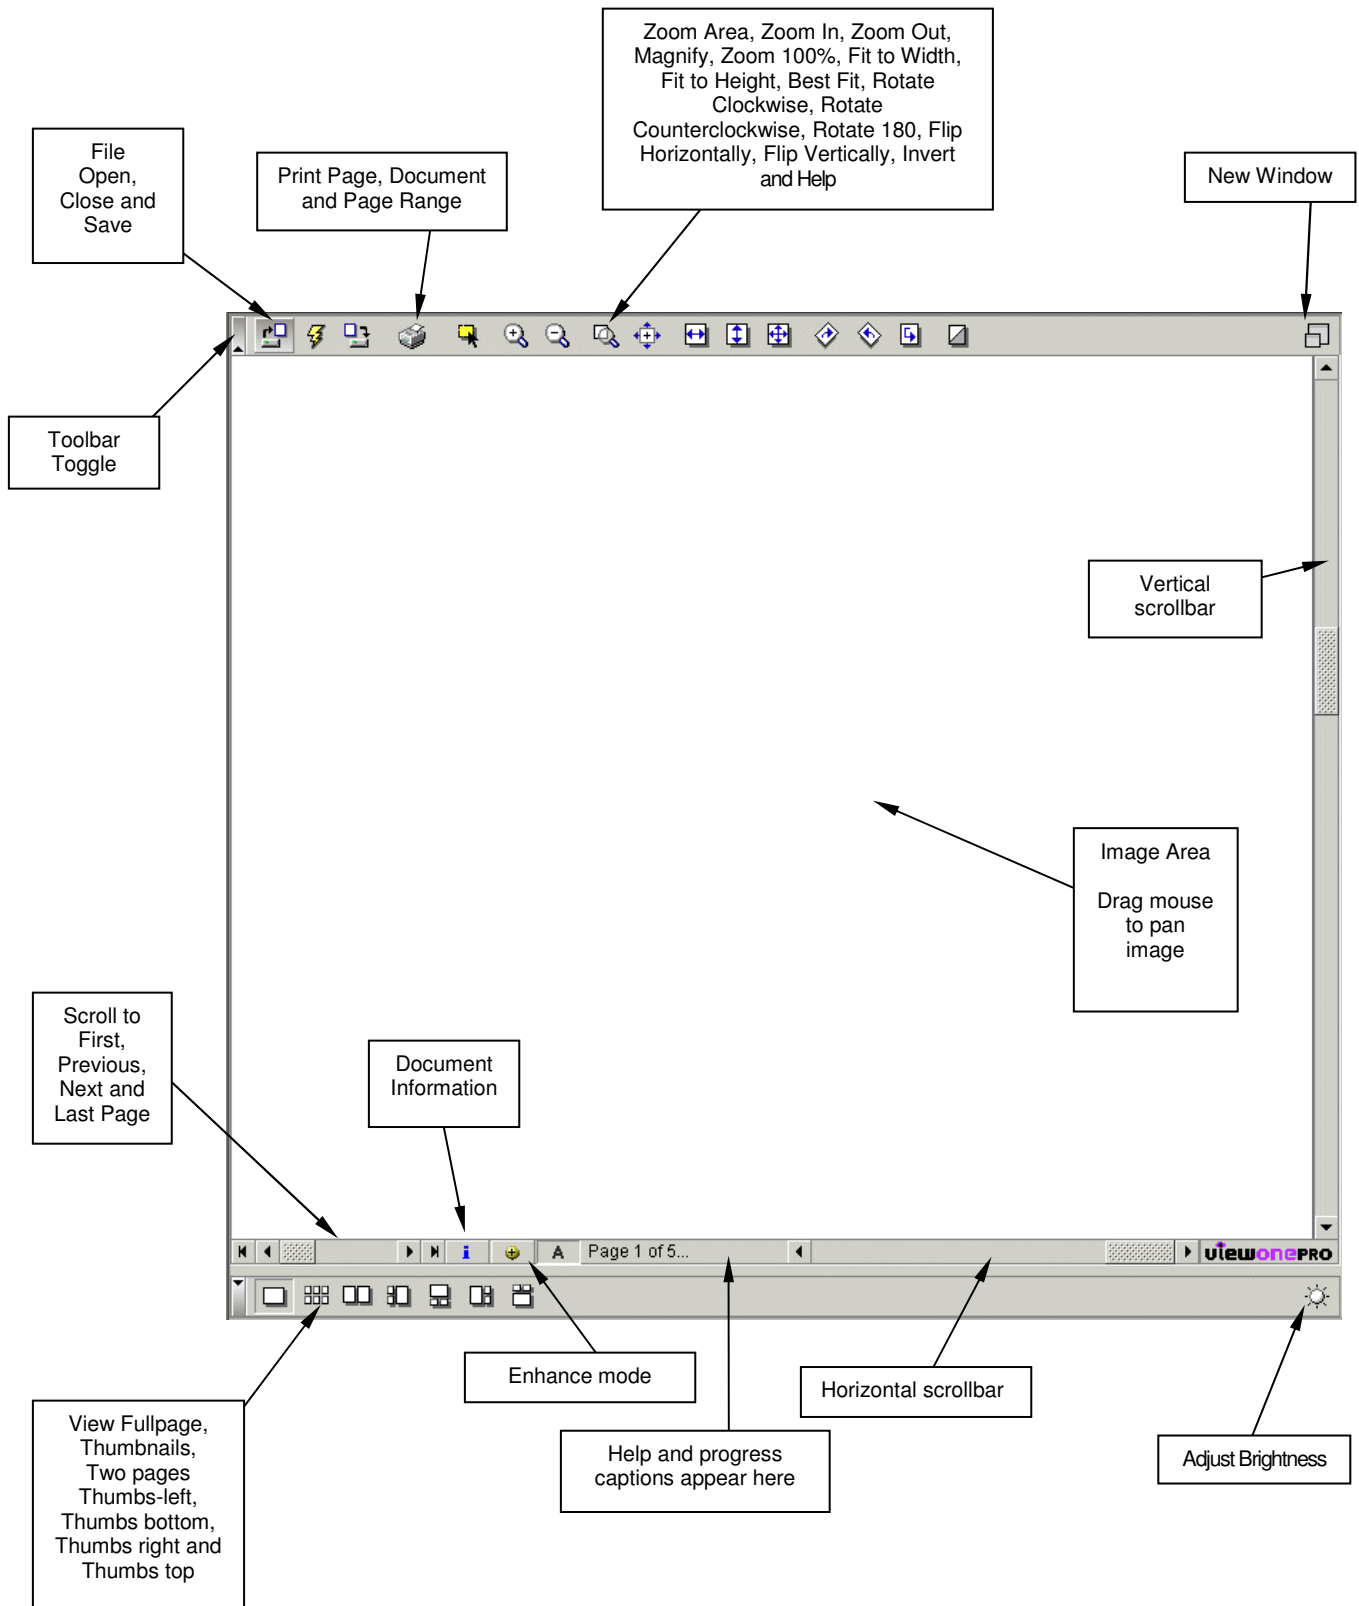 Zoom Area, Zoom In, Zoom Out,
Magnify, Zoom 100%, Fit to Width,
Fit to Height, Best Fit, Rotate
Clockwise, Rotate
Counterclockwise, Rotate 180, Flip
Horizontally, Flip Vertically, Invert
and Help
File
Open,
Close and
Save
Print Page, Document
and Page Range
New Window
Toolbar
Toggle
Vertical
scrollbar
Image Area
Drag mouse
to pan
image
Scroll to
First,
Previous,
Next and
Last Page
Document
Information
i
A
Page 1 of 5...
viewonePRO
Enhance mode
Horizontal scrollbar
Help and progress
captions appear here
Adjust Brightness
View Fullpage,
Thumbnails,
Two pages
Thumbs-left,
Thumbs bottom,
Thumbs right and
Thumbs top